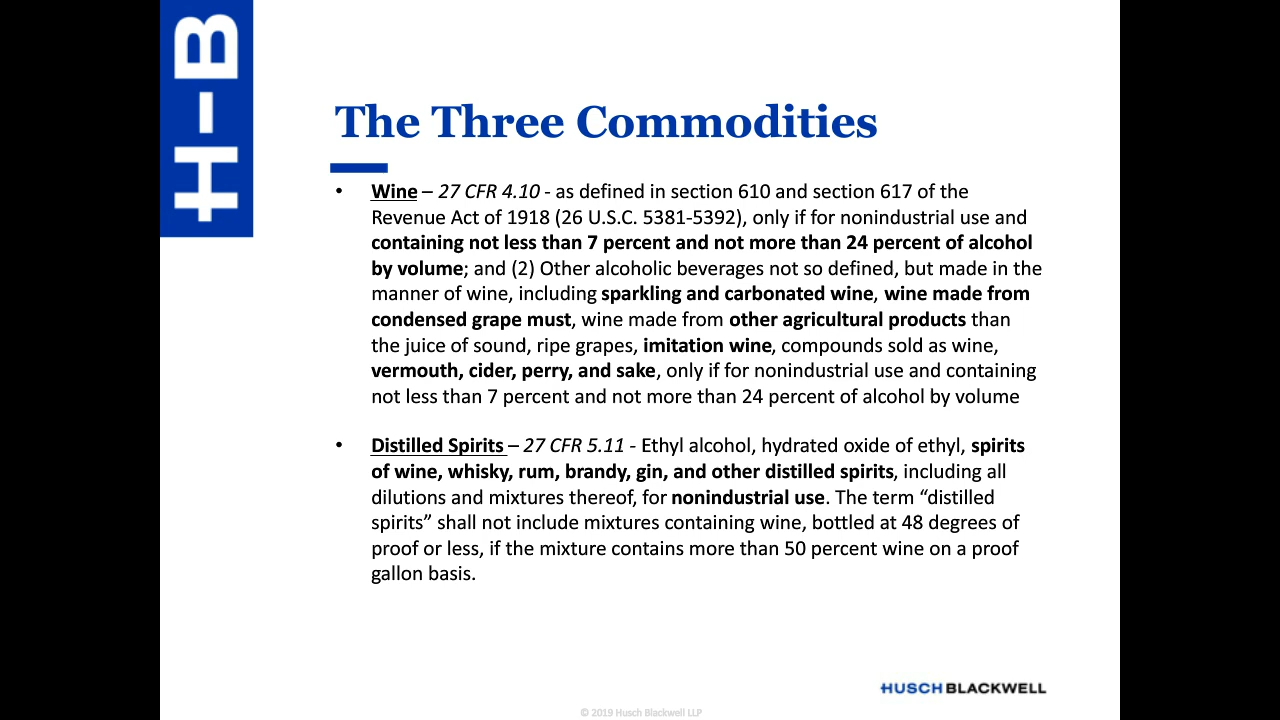 H-B
The Three Commodities
• Wine – 27 CFR 4.10 - as defined in section 610 and section 617 of the
Revenue Act of 1918 (26 U.S.C. 5381-5392), only if for nonindustrial use and
containing not less than 7 percent and not more than 24 percent of alcohol
by volume; and (2) Other alcoholic beverages not so defined, but made in the
manner of wine, including sparkling and carbonated wine, wine made from
condensed grape must, wine made from other agricultural products than
the juice of sound, ripe grapes, imitation wine, compounds sold as wine,
vermouth, cider, perry, and sake, only if for nonindustrial use and containing
not less than 7 percent and not more than 24 percent of alcohol by volume
• Distilled Spirits – 27 CFR 5.11 - Ethyl alcohol, hydrated oxide of ethyl, spirits
of wine, whisky, rum, brandy, gin, and other distilled spirits, including all
dilutions and mixtures thereof, for nonindustrial use. The term “distilled
spirits” shall not include mixtures containing wine, bottled at 48 degrees of
proof or less, if the mixture contains more than 50 percent wine on a proof
gallon basis.
HUSCH BLACKWELL
© 2019 Husch Blackwell LLP